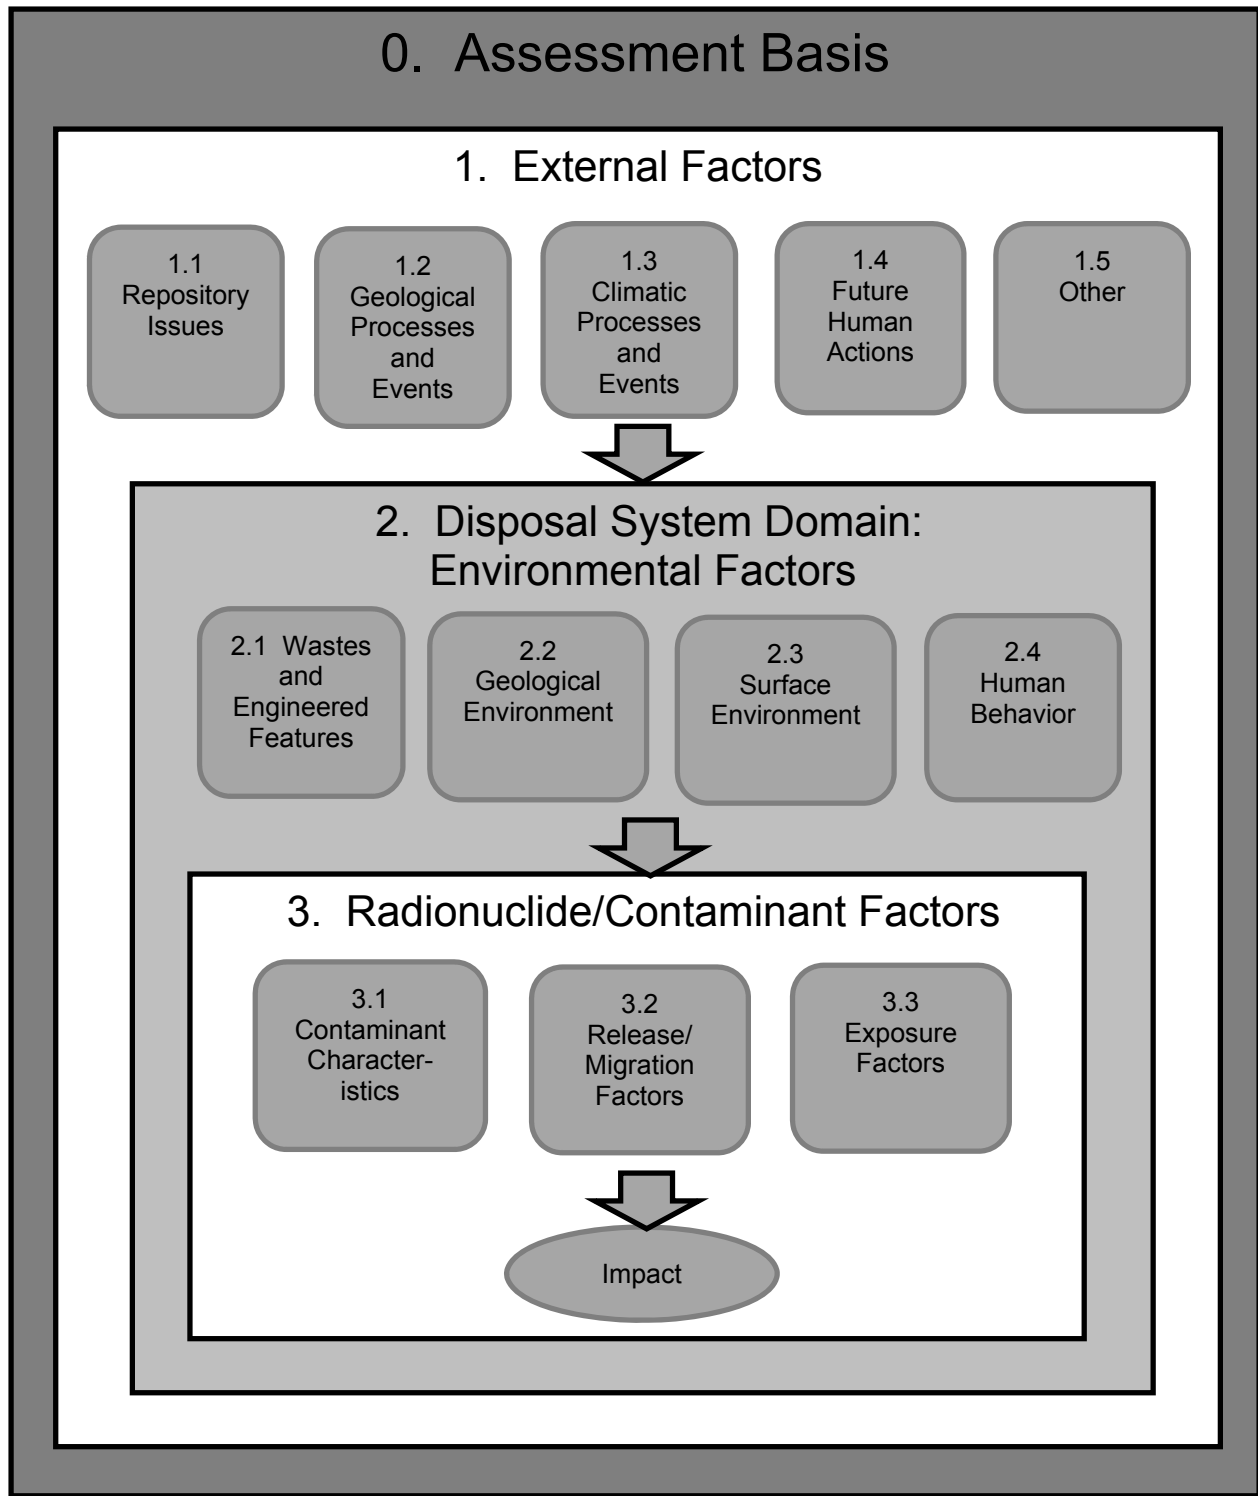 0. Assessment Basis
1. External Factors
1.1
Repository
Issues
1.2
Geological
Processes
and
Events
1.3
Climatic
Processes
and
Events
1.4
Future
Human
Actions
1.5
Other
2. Disposal System Domain:
Environmental Factors
2.1 Wastes
and
Engineered
Features
2.2
Geological
Environment
2.3
Surface
Environment
2.4
Human
Behavior
3. Radionuclide/Contaminant Factors
3.1
Contaminant
Character-
istics
3.2
Release/
Migration
Factors
3.3
Exposure
Factors
Impact